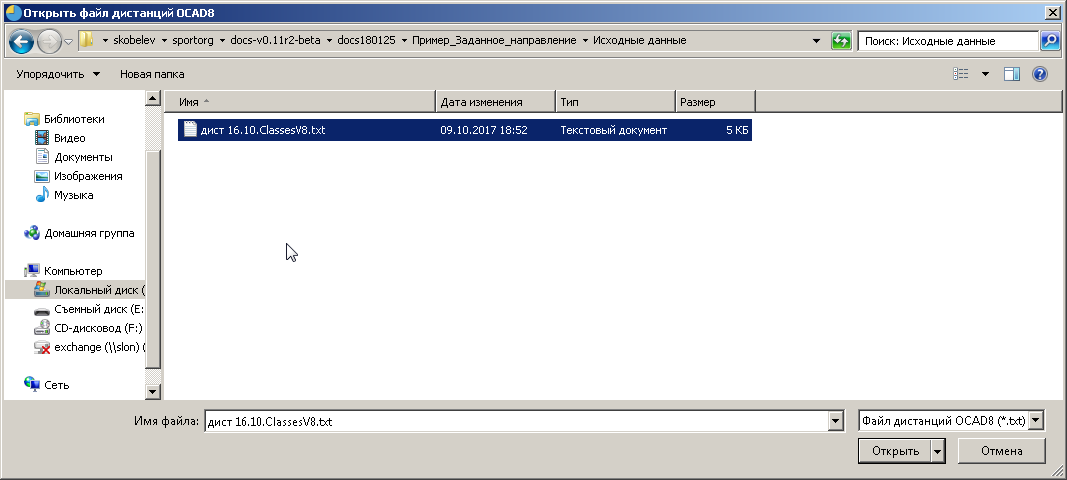 Открыть файл дистанций OCAD8
skobelev sportorg docs-v0.11r2-beta docs180125 Пример_Заданное_направление Исходные данные
Поиск: Исходные данные
Упорядочить Новая папка
Имя Дата изменения Тип Размер
дист 16.10.ClassesV8.txt 09.10.2017 18:52 Текстовый документ 5 КБ
Библиотеки
Видео
Документы
Изображения
Музыка
Домашняя группа
Компьютер
Локальный диск (
Съемный диск (E:
CD-дисковод (F:)
exchange (\\slon) (
Сеть
Имя файла: дист 16.10.ClassesV8.txt Файл дистанций OCAD8 (*.txt)
Открыть Отмена